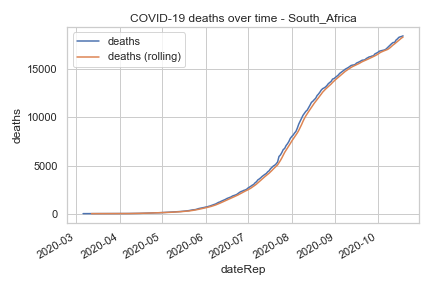 COVID-19 deaths over time - South_Africa
deaths
deaths (rolling)
deaths
15000
10000
5000
0
2020-03
2020-04
2020-05
2020-06
2020-07
2020-08
2020-09
2020-10
dateRep